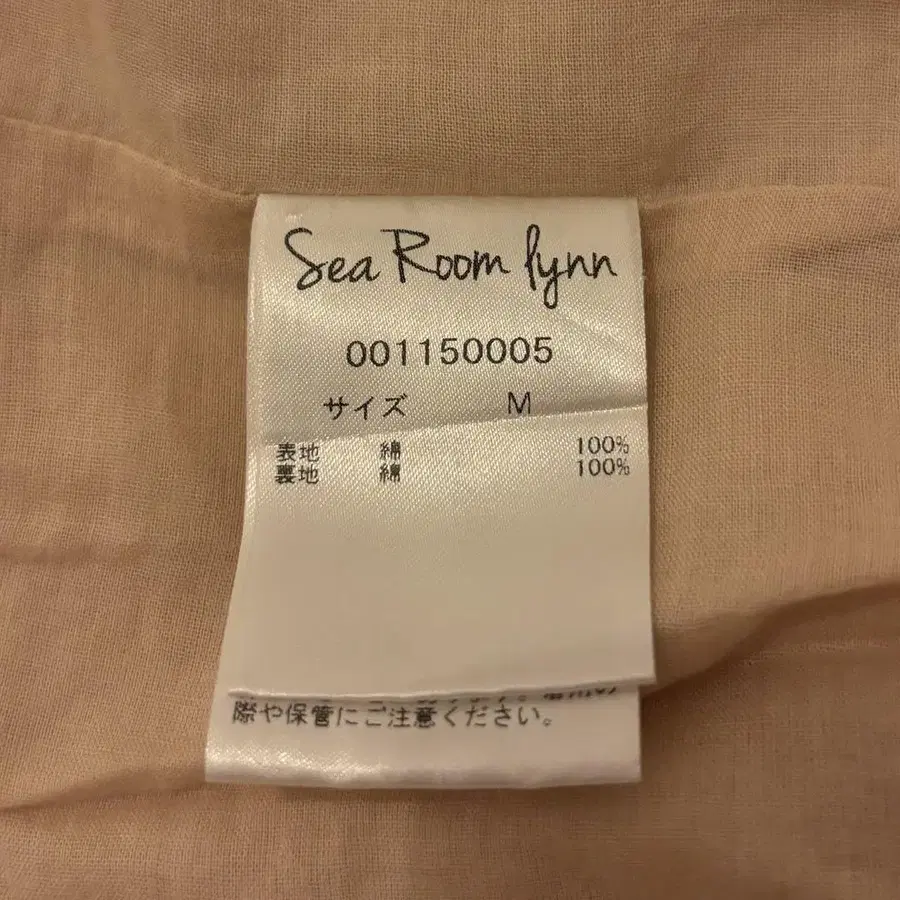 Sea Room lynn
001150005
サイズ M
表地 綿 100%
裏地 綿 100%
際や保管にご注意ください。